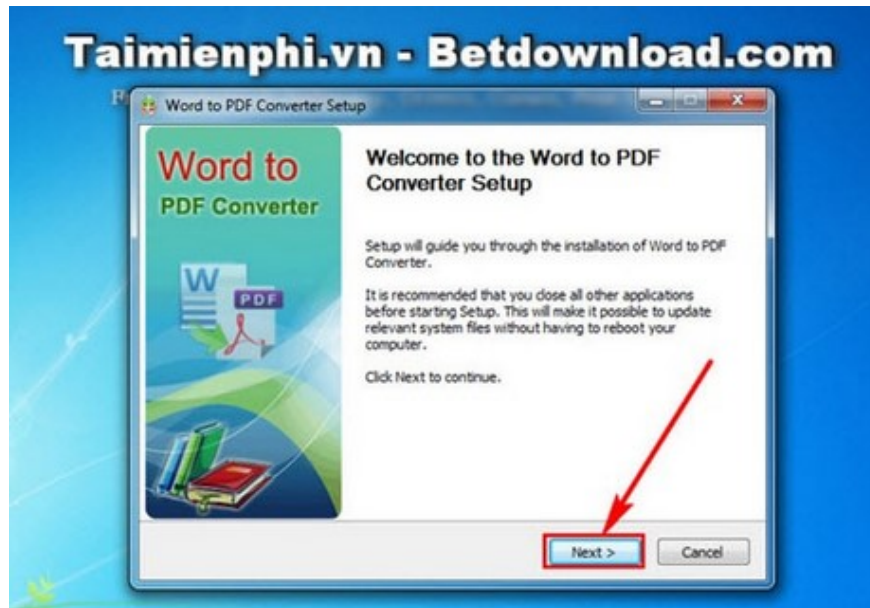 Taimienphi.vn - Betdownload.com
Word to PDF Converter Setup
Word to
PDF Converter
W
PDF
Welcome to the Word to PDF
Converter Setup
Setup will guide you through the installation of Word to PDF
Converter.
It is recommended that you close all other applications
before starting Setup. This will make it possible to update
relevant system files without having to reboot your
computer.
Click Next to continue.
Next >
Cancel